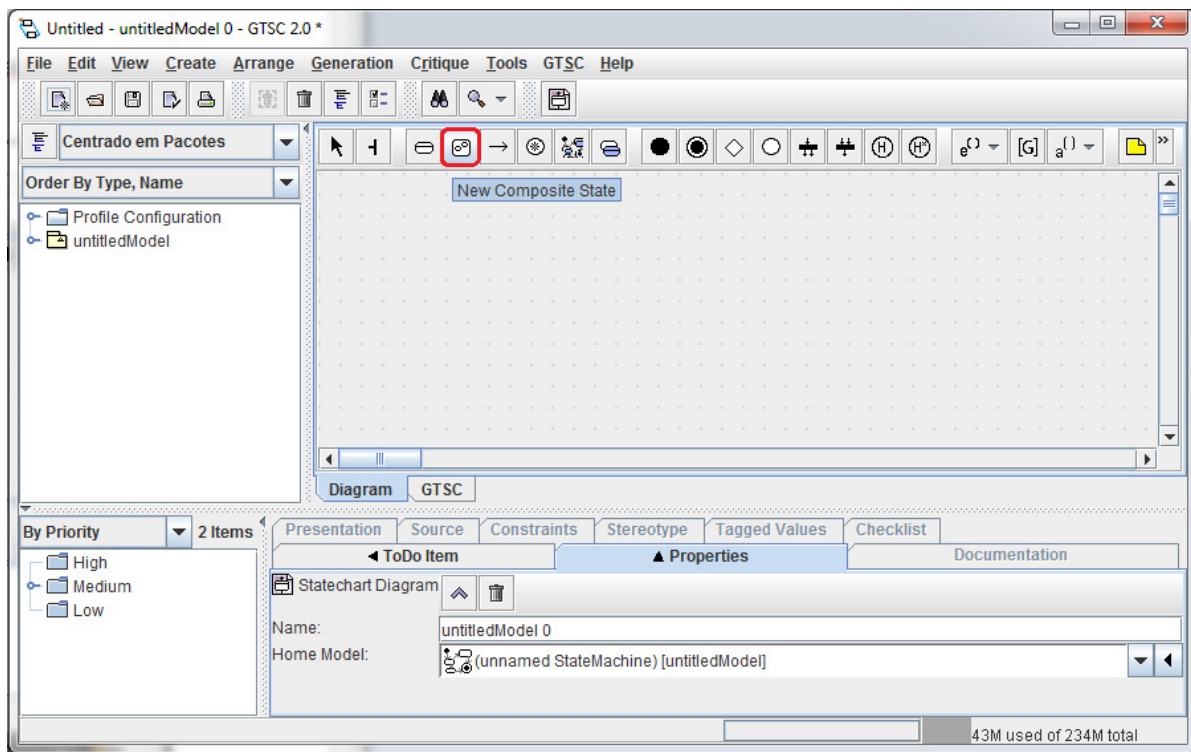 Untitled - untitledModel 0 - GTSC 2.0 *
File Edit View Create Arrange Generation Critique Tools GTSC Help
Centrado em Pacotes
Order By Type, Name
Profile Configuration
untitledModel
H H* e() [G] a() »
New Composite State
Diagram GTSC
By Priority 2 Items
High
Medium
Low
Presentation Source Constraints Stereotype Tagged Values Checklist
ToDo Item Properties Documentation
Statechart Diagram
Name: untitledModel 0
Home Model: (unnamed StateMachine) [untitledModel]
43M used of 234M total